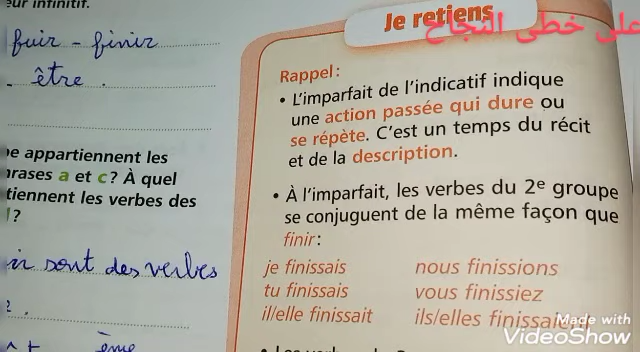 eur infinitif.
fuir - finir
être .
e appartiennent les
rases a et c? À quel
tiennent les verbes des
?
ir sont des verbes
Je retiens
على خطى النجاح
Rappel :
• L'imparfait de l'indicatif indique
une action passée qui dure ou
se répète. C'est un temps du récit
et de la description.
• À l'imparfait, les verbes du 2e groupe
se conjuguent de la même façon que
finir :
je finissais nous finissions
tu finissais vous finissiez
il/elle finissait ils/elles finissaient
Made with
VideoShow